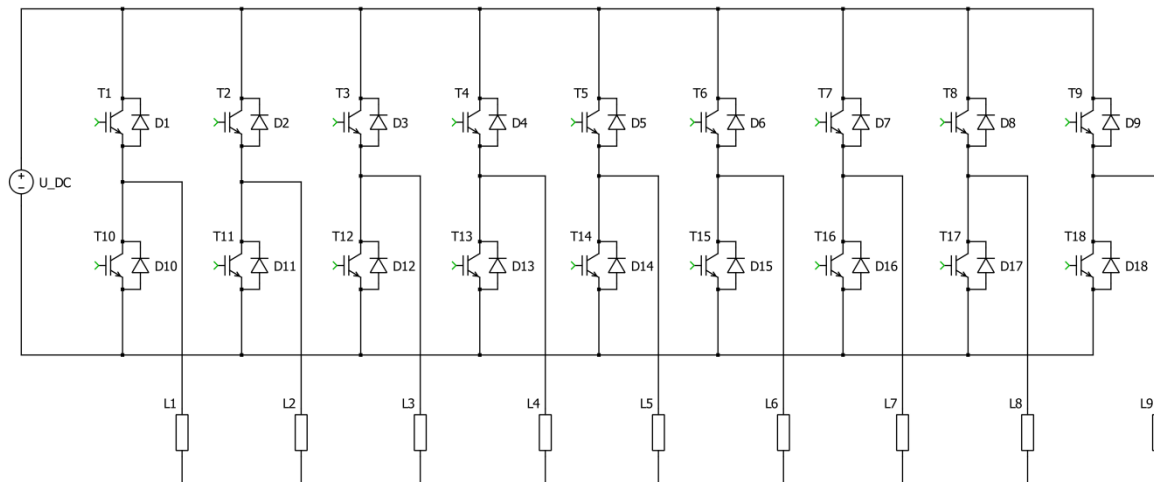 T1 T2 T3 T4 T5 T6 T7 T8 T9
D1 D2 D3 D4 D5 D6 D7 D8 D9
U_DC
T10 T11 T12 T13 T14 T15 T16 T17 T18
D10 D11 D12 D13 D14 D15 D16 D17 D18
L1 L2 L3 L4 L5 L6 L7 L8 L9